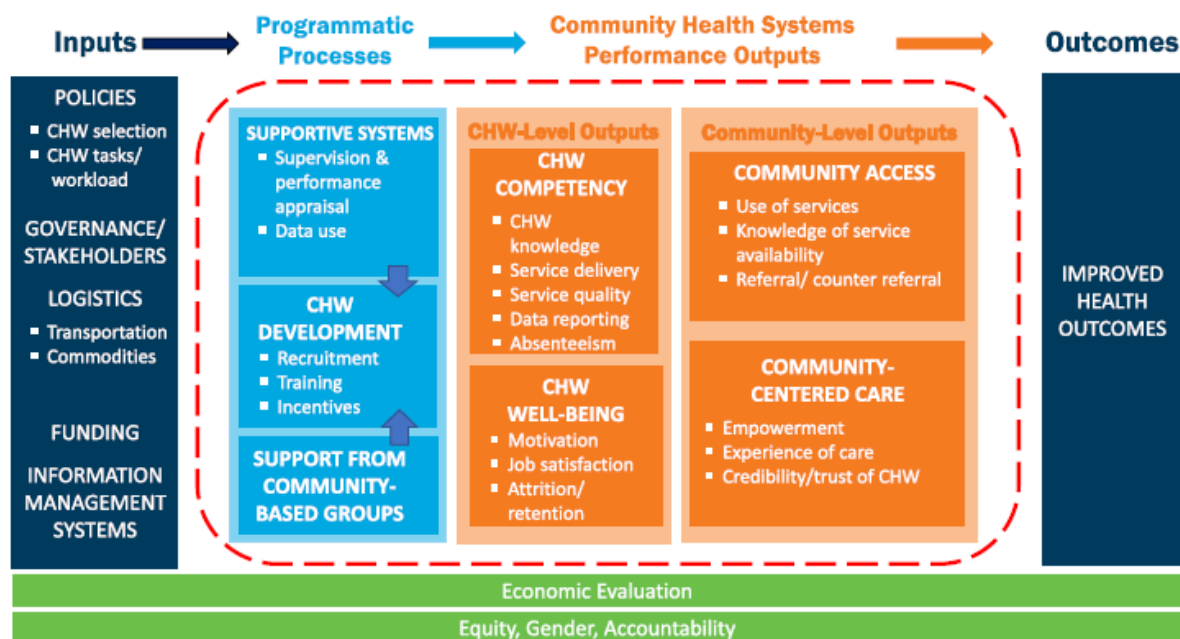 Inputs
Programmatic
Processes
Community Health Systems
Performance Outputs
Outcomes
POLICIES
▪ CHW selection
▪ CHW tasks/
workload
GOVERNANCE/
STAKEHOLDERS
LOGISTICS
▪ Transportation
▪ Commodities
FUNDING
INFORMATION
MANAGEMENT
SYSTEMS
SUPPORTIVE SYSTEMS
▪ Supervision &
performance
appraisal
▪ Data use
CHW
DEVELOPMENT
▪ Recruitment
▪ Training
▪ Incentives
SUPPORT FROM
COMMUNITY-
BASED GROUPS
CHW-Level Outputs
CHW
COMPETENCY
▪ CHW
knowledge
▪ Service delivery
▪ Service quality
▪ Data reporting
▪ Absenteeism
CHW
WELL-BEING
▪ Motivation
▪ Job satisfaction
▪ Attrition/
retention
Community-Level Outputs
COMMUNITY ACCESS
▪ Use of services
▪ Knowledge of service
availability
▪ Referral/ counter referral
COMMUNITY-
CENTERED CARE
▪ Empowerment
▪ Experience of care
▪ Credibility/trust of CHW
IMPROVED
HEALTH
OUTCOMES
Economic Evaluation
Equity, Gender, Accountability